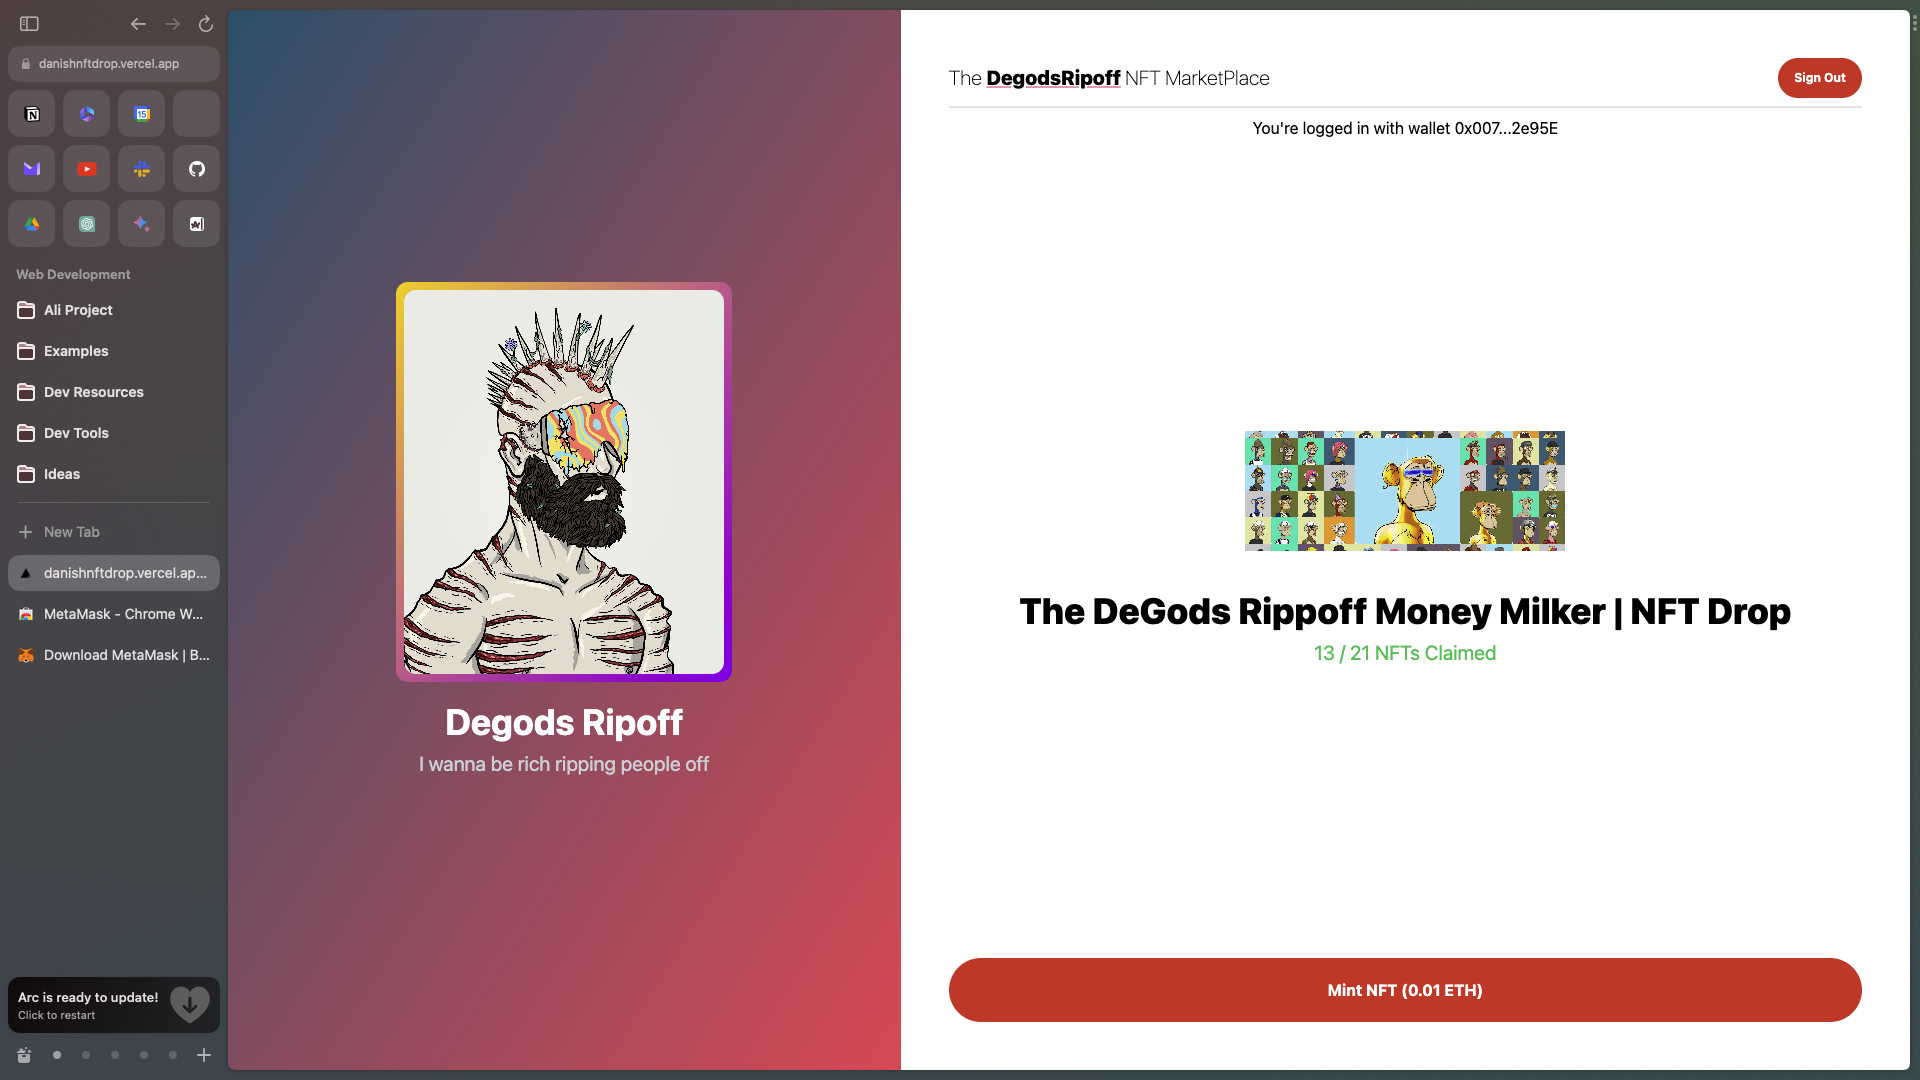 danishnftdrop.vercel.app
15
Web Development
Ali Project
Examples
Dev Resources
Dev Tools
Ideas
New Tab
danishnftdrop.vercel.ap...
MetaMask - Chrome W...
Download MetaMask | B...
Arc is ready to update!
Click to restart
Degods Ripoff
I wanna be rich ripping people off
The DegodsRipoff NFT MarketPlace
Sign Out
You're logged in with wallet 0x007...2e95E
The DeGods Rippoff Money Milker | NFT Drop
13 / 21 NFTs Claimed
Mint NFT (0.01 ETH)